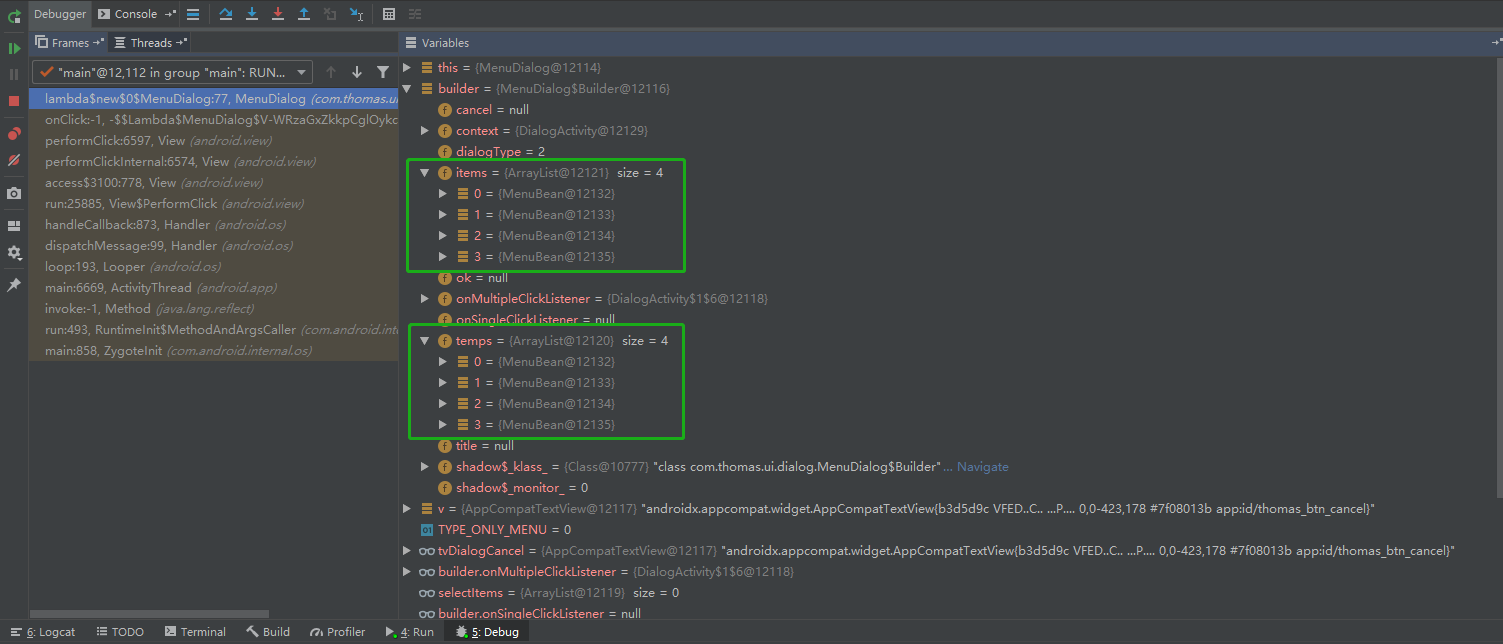 Debugger Console
Frames Threads Variables
"main"@12,112 in group "main": RUN...
lambda$new$0$MenuDialog:77, MenuDialog (com.thomas.ui
onClick:-1, -$$Lambda$MenuDialog$V-WRzaGxZkkpCglOykc
performClick:6597, View (android.view)
performClickInternal:6574, View (android.view)
access$3100:778, View (android.view)
run:25885, View$PerformClick (android.view)
handleCallback:873, Handler (android.os)
dispatchMessage:99, Handler (android.os)
loop:193, Looper (android.os)
main:6669, ActivityThread (android.app)
invoke:-1, Method (java.lang.reflect)
run:493, RuntimeInit$MethodAndArgsCaller (com.android.int
main:858, ZygoteInit (com.android.internal.os)
this = {MenuDialog@12114}
builder = {MenuDialog$Builder@12116}
cancel = null
context = {DialogActivity@12129}
dialogType = 2
items = {ArrayList@12121} size = 4
0 = {MenuBean@12132}
1 = {MenuBean@12133}
2 = {MenuBean@12134}
3 = {MenuBean@12135}
ok = null
onMultipleClickListener = {DialogActivity$1$6@12118}
onSingleClickListener = null
temps = {ArrayList@12120} size = 4
0 = {MenuBean@12132}
1 = {MenuBean@12133}
2 = {MenuBean@12134}
3 = {MenuBean@12135}
title = null
shadow$_klass_ = {Class@10777} "class com.thomas.ui.dialog.MenuDialog$Builder" ... Navigate
shadow$_monitor_ = 0
v = {AppCompatTextView@12117} "androidx.appcompat.widget.AppCompatTextView{b3d5d9c VFED..C.. ...P.... 0,0-423,178 #7f08013b app:id/thomas_btn_cancel}"
TYPE_ONLY_MENU = 0
tvDialogCancel = {AppCompatTextView@12117} "androidx.appcompat.widget.AppCompatTextView{b3d5d9c VFED..C.. ...P.... 0,0-423,178 #7f08013b app:id/thomas_btn_cancel}"
builder.onMultipleClickListener = {DialogActivity$1$6@12118}
selectItems = {ArrayList@12119} size = 0
builder.onSingleClickListener = null
6: Logcat TODO Terminal Build Profiler 4: Run 5: Debug